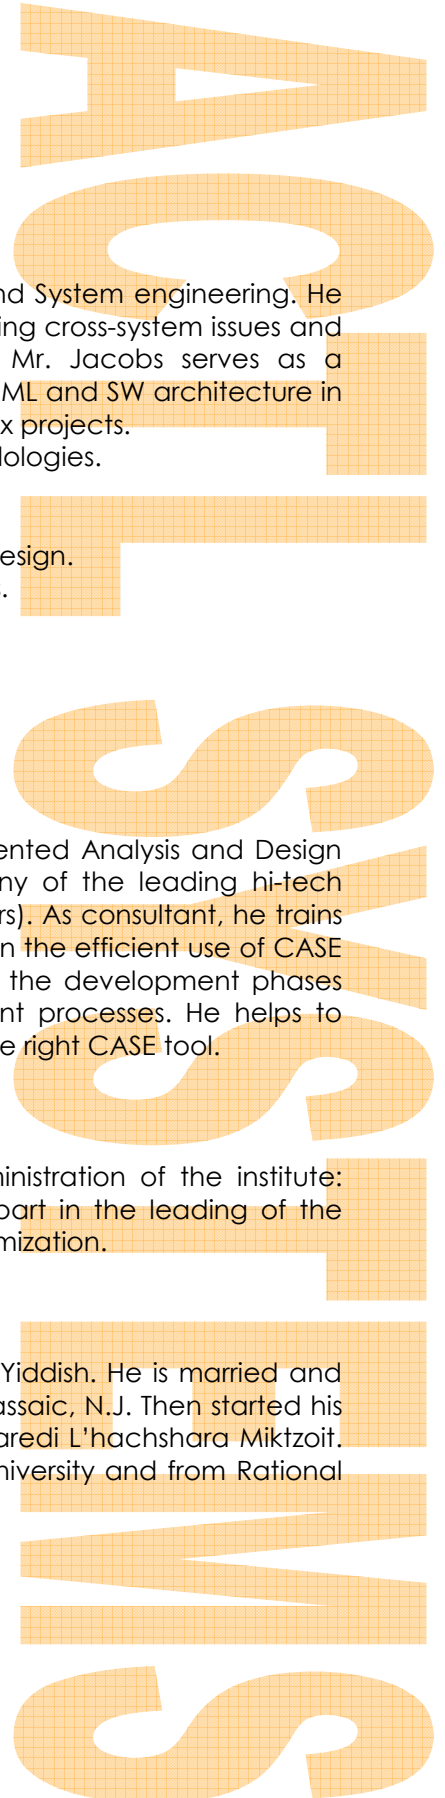 ACTL SYSTEMS
nd System engineering. He
ing cross-system issues and
Mr. Jacobs serves as a
ML and SW architecture in
x projects.
dologies.
esign.
s.
ented Analysis and Design
ny of the leading hi-tech
rs). As consultant, he trains
n the efficient use of CASE
the development phases
nt processes. He helps to
e right CASE tool.
ministration of the institute:
part in the leading of the
mization.
Yiddish. He is married and
assaic, N.J. Then started his
aredi L'hachshara Miktzoit.
niversity and from Rational